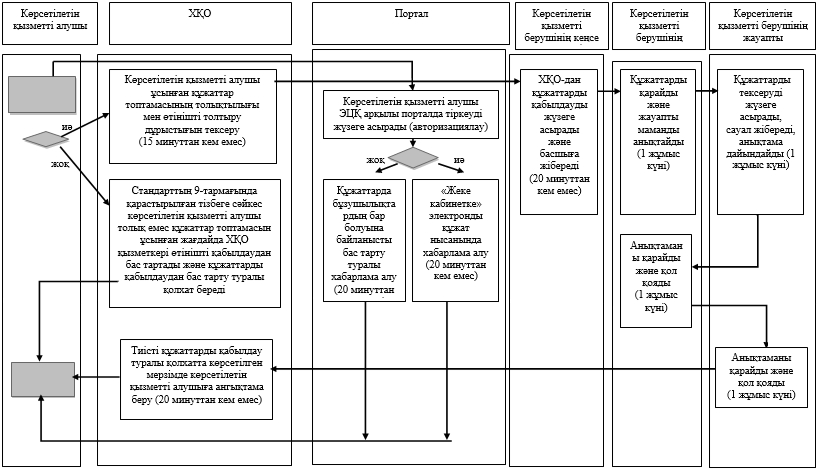 Көрсетілетін
қызметті алушы
ХҚО
Портал
Көрсетілетін
қызметті
берушінің кеңсе
Көрсетілетін
қызметті
берушінің
Көрсетілетін
қызметті берушінің
жауапты
иә
жоқ
Көрсетілетін қызметті алушы
ұсынған құжаттар
топтамасының толықтылығы
мен өтінішті толтыру
дұрыстығын тексеру
(15 минуттан кем емес)
Стандарттың 9-тармағында
қарастырылған тізбеге сәйкес
көрсетілетін қызметті алушы
толық емес құжаттар топтамасын
ұсынған жағдайда ХҚО
қызметкері өтінішті қабылдаудан
бас тартады және құжаттарды
қабылдаудан бас тарту туралы
қолхат береді
Тиісті құжаттарды қабылдау
туралы қолхатта көрсетілген
мерзімде көрсетілетін
қызметті алушыға анғықтама
беру (20 минуттан кем емес)
Көрсетілетін қызметті алушы
ЭЦҚ арқылы порталда тіркеуді
жүзеге асырады (авторизациялау)
жоқ
иә
Құжаттарда
бұзушылықта
рдың бар
болуына
байланысты
бас тарту
туралы
хабарлама алу
(20 минуттан
«Жеке
кабинетке»
электронды
құжат
нысанында
хабарлама алу
(20 минуттан
кем емес)
ХҚО-дан
құжаттарды
қабылдауды
жүзеге
асырады
және
басшыға
жібереді
(20 минуттан
кем емес)
Құжаттарды
қарайды
және
жауапты
маманды
анықтайды
(1 жұмыс
күні)
Құжаттарды
тексеруді
жүзеге
асырады,
сауал жібереді,
анықтама
дайындайды (1
жұмыс күні)
Анықтаман
ы қарайды
және қол
қояды
(1 жұмыс
күні)
Анықтаманы
қарайды және
қол қояды
(1 жұмыс күні)